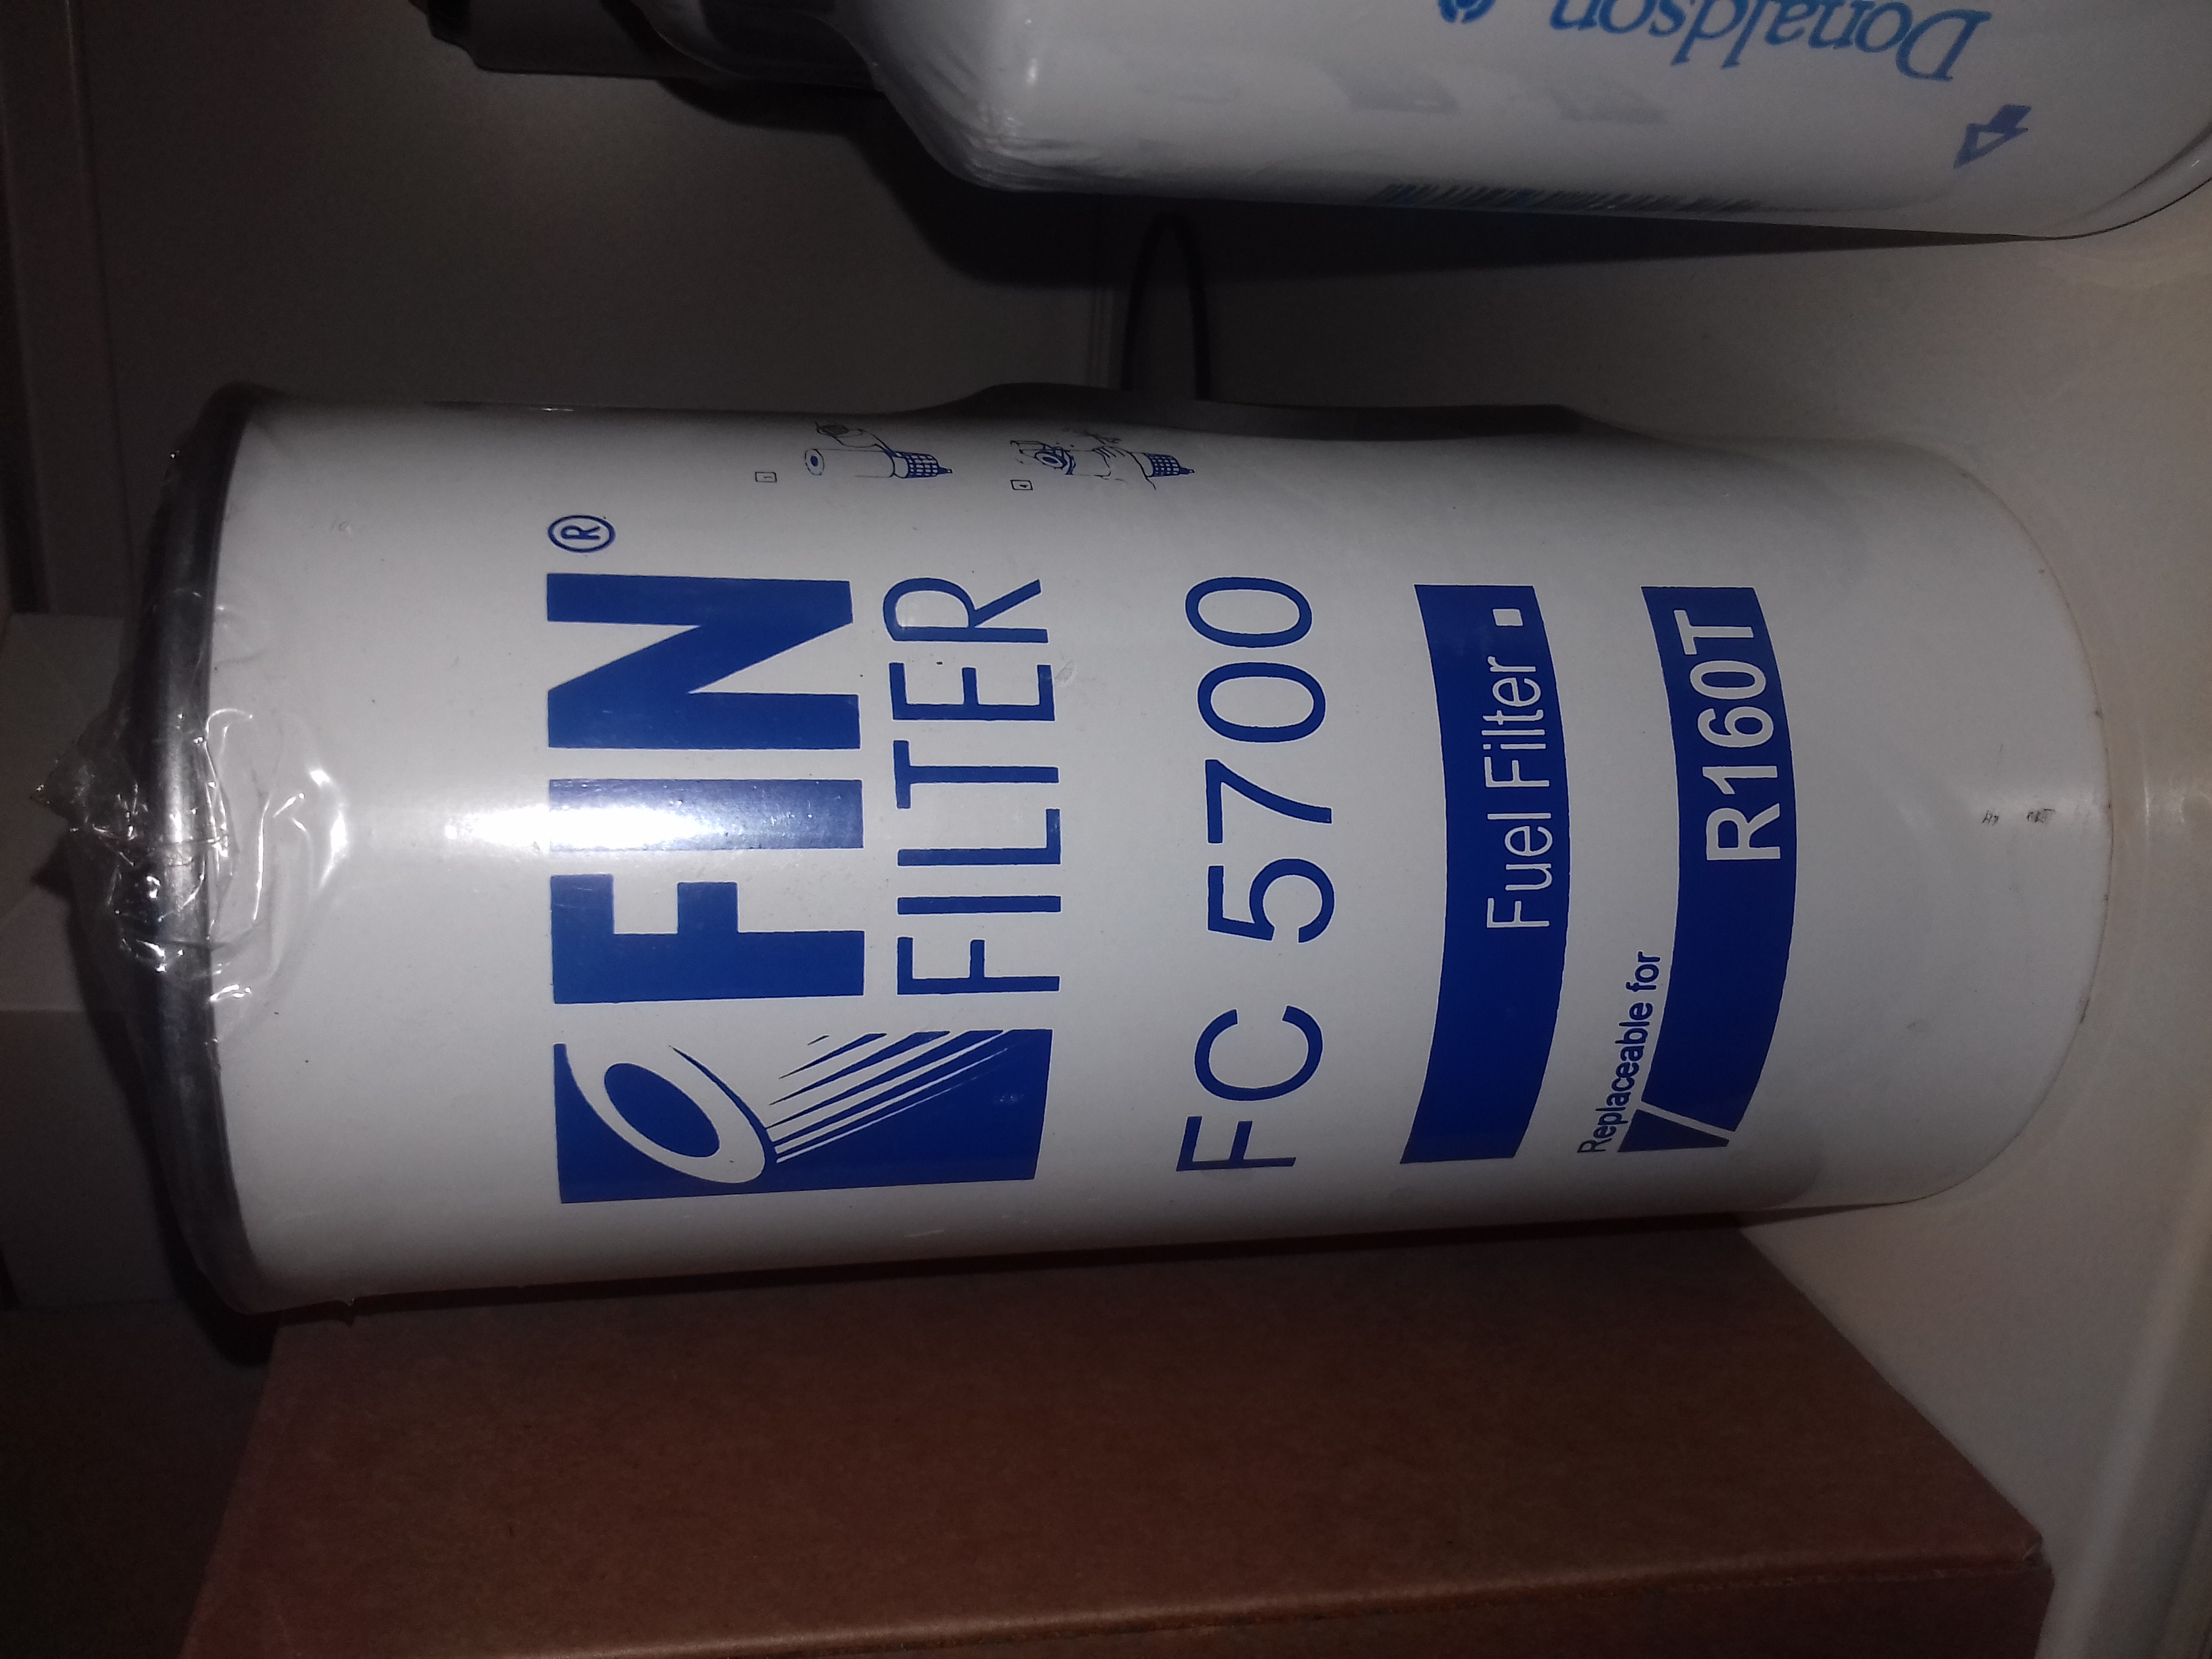 FIN®
FILTER
FC 5700
Fuel Filter
Replaceable for
R160T
Donaldson